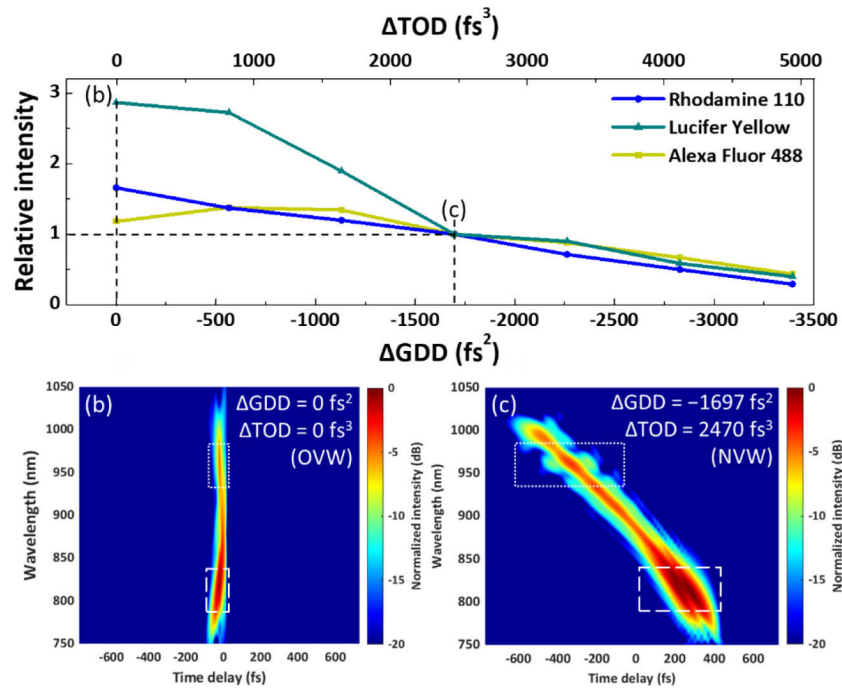 ΔTOD (fs³)
0 1000 2000 3000 4000 5000
Relative intensity
3
2
1
0
(b)
(c)
Rhodamine 110
Lucifer Yellow
Alexa Fluor 488
0 -500 -1000 -1500 -2000 -2500 -3000 -3500
ΔGDD (fs²)
(b)
ΔGDD = 0 fs²
ΔTOD = 0 fs³
(OVW)
Wavelength (nm)
1050
1000
950
900
850
800
750
-600 -400 -200 0 200 400 600
Time delay (fs)
0
-5
-10
-15
-20
Normalized intensity (dB)
(c)
ΔGDD = −1697 fs²
ΔTOD = 2470 fs³
(NVW)
Wavelength (nm)
1050
1000
950
900
850
800
750
-600 -400 -200 0 200 400 600
Time delay (fs)
0
-5
-10
-15
-20
Normalized intensity (dB)